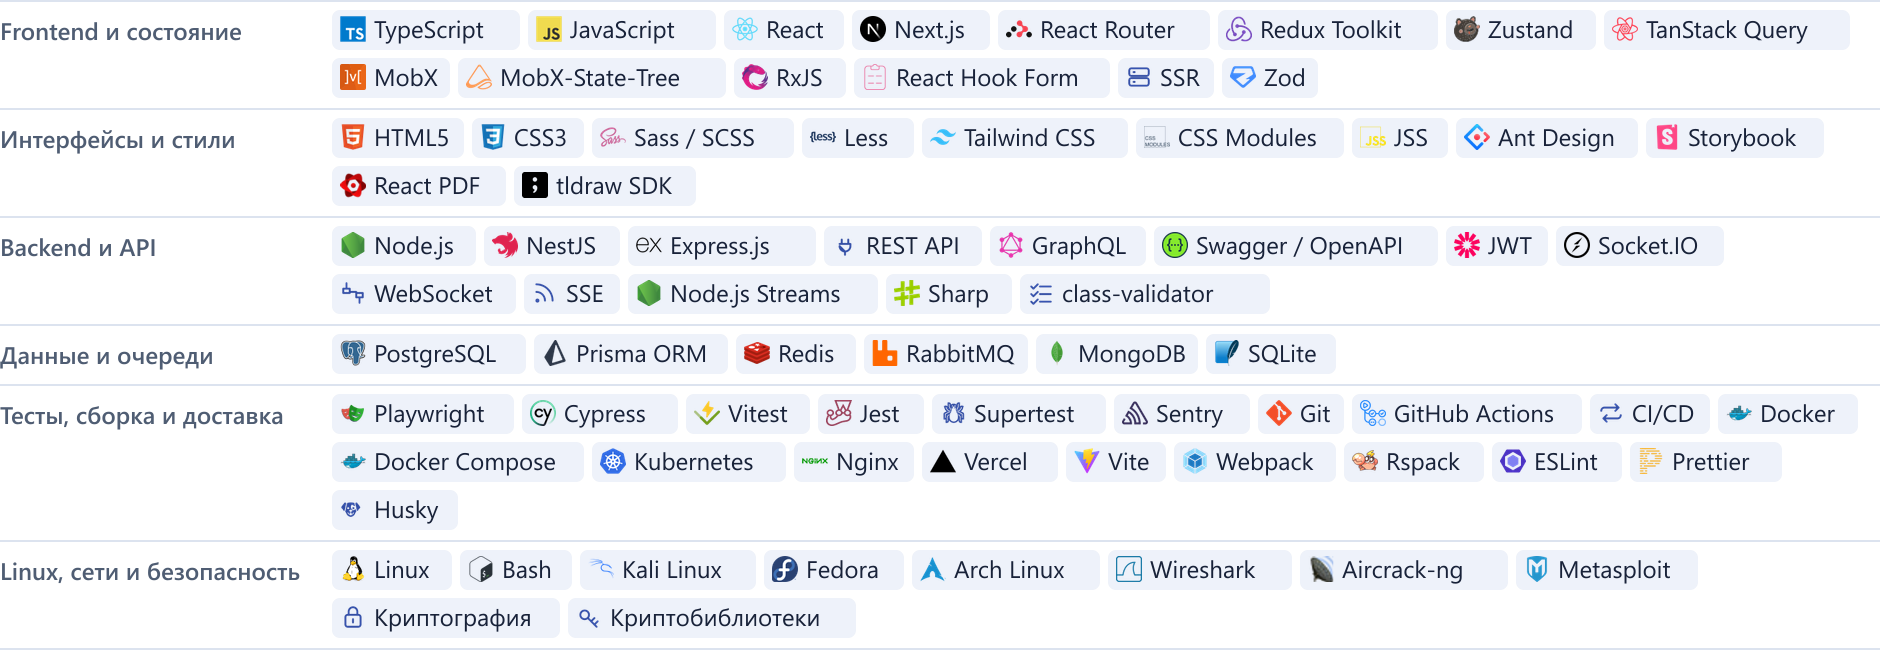 Frontend и состояние TypeScript JavaScript React Next.js React Router Redux Toolkit Zustand TanStack Query
MobX MobX-State-Tree RxJS React Hook Form SSR Zod
Интерфейсы и стили HTML5 CSS3 Sass / SCSS Less Tailwind CSS CSS Modules JSS Ant Design Storybook
React PDF tldraw SDK
Backend и API Node.js NestJS Express.js REST API GraphQL Swagger / OpenAPI JWT Socket.IO
WebSocket SSE Node.js Streams Sharp class-validator
Данные и очереди PostgreSQL Prisma ORM Redis RabbitMQ MongoDB SQLite
Тесты, сборка и доставка Playwright Cypress Vitest Jest Supertest Sentry Git GitHub Actions CI/CD Docker
Docker Compose Kubernetes Nginx Vercel Vite Webpack Rspack ESLint Prettier
Husky
Linux, сети и безопасность Linux Bash Kali Linux Fedora Arch Linux Wireshark Aircrack-ng Metasploit
Криптография Криптобиблиотеки